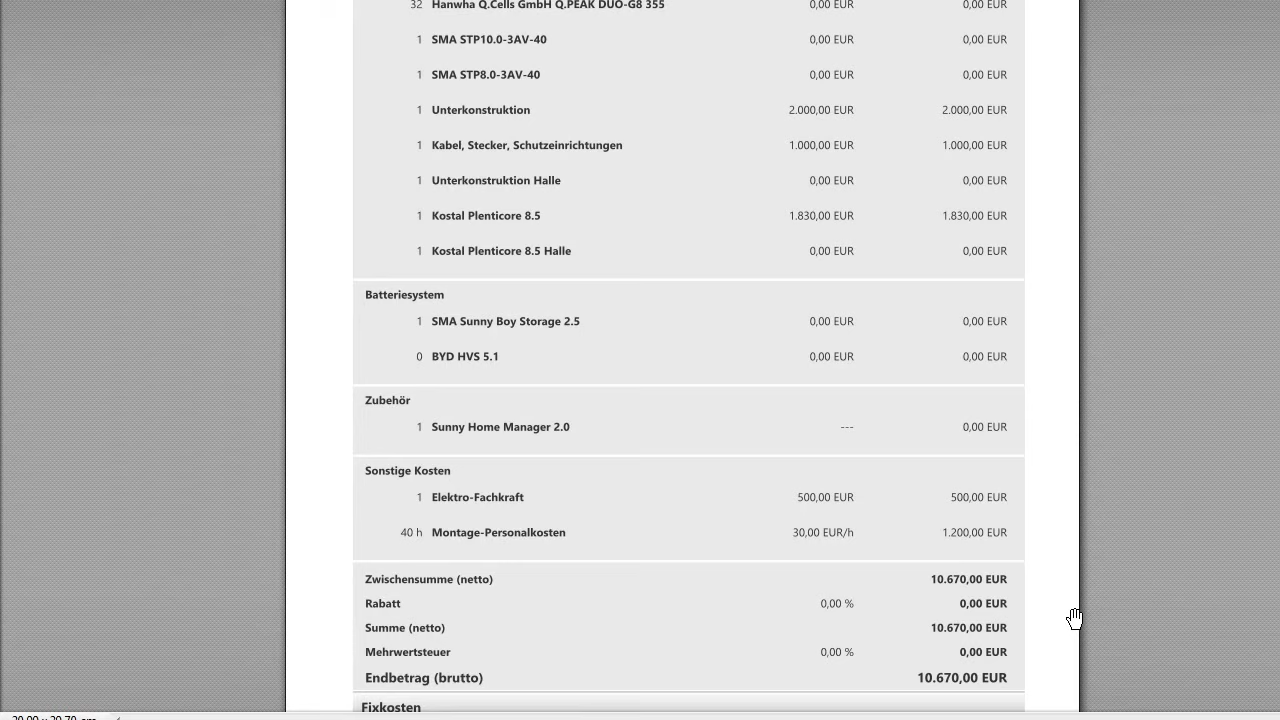 32 Hanwha Q.Cells GmbH Q.PEAK DUO-G8 355 0,00 EUR 0,00 EUR
1 SMA STP10.0-3AV-40 0,00 EUR 0,00 EUR
1 SMA STP8.0-3AV-40 0,00 EUR 0,00 EUR
1 Unterkonstruktion 2.000,00 EUR 2.000,00 EUR
1 Kabel, Stecker, Schutzeinrichtungen 1.000,00 EUR 1.000,00 EUR
1 Unterkonstruktion Halle 0,00 EUR 0,00 EUR
1 Kostal Plenticore 8.5 1.830,00 EUR 1.830,00 EUR
1 Kostal Plenticore 8.5 Halle 0,00 EUR 0,00 EUR
Batteriesystem
1 SMA Sunny Boy Storage 2.5 0,00 EUR 0,00 EUR
0 BYD HVS 5.1 0,00 EUR 0,00 EUR
Zubehör
1 Sunny Home Manager 2.0 --- 0,00 EUR
Sonstige Kosten
1 Elektro-Fachkraft 500,00 EUR 500,00 EUR
40 h Montage-Personalkosten 30,00 EUR/h 1.200,00 EUR
Zwischensumme (netto) 10.670,00 EUR
Rabatt 0,00 % 0,00 EUR
Summe (netto) 10.670,00 EUR
Mehrwertsteuer 0,00 % 0,00 EUR
Endbetrag (brutto) 10.670,00 EUR
Fixkosten